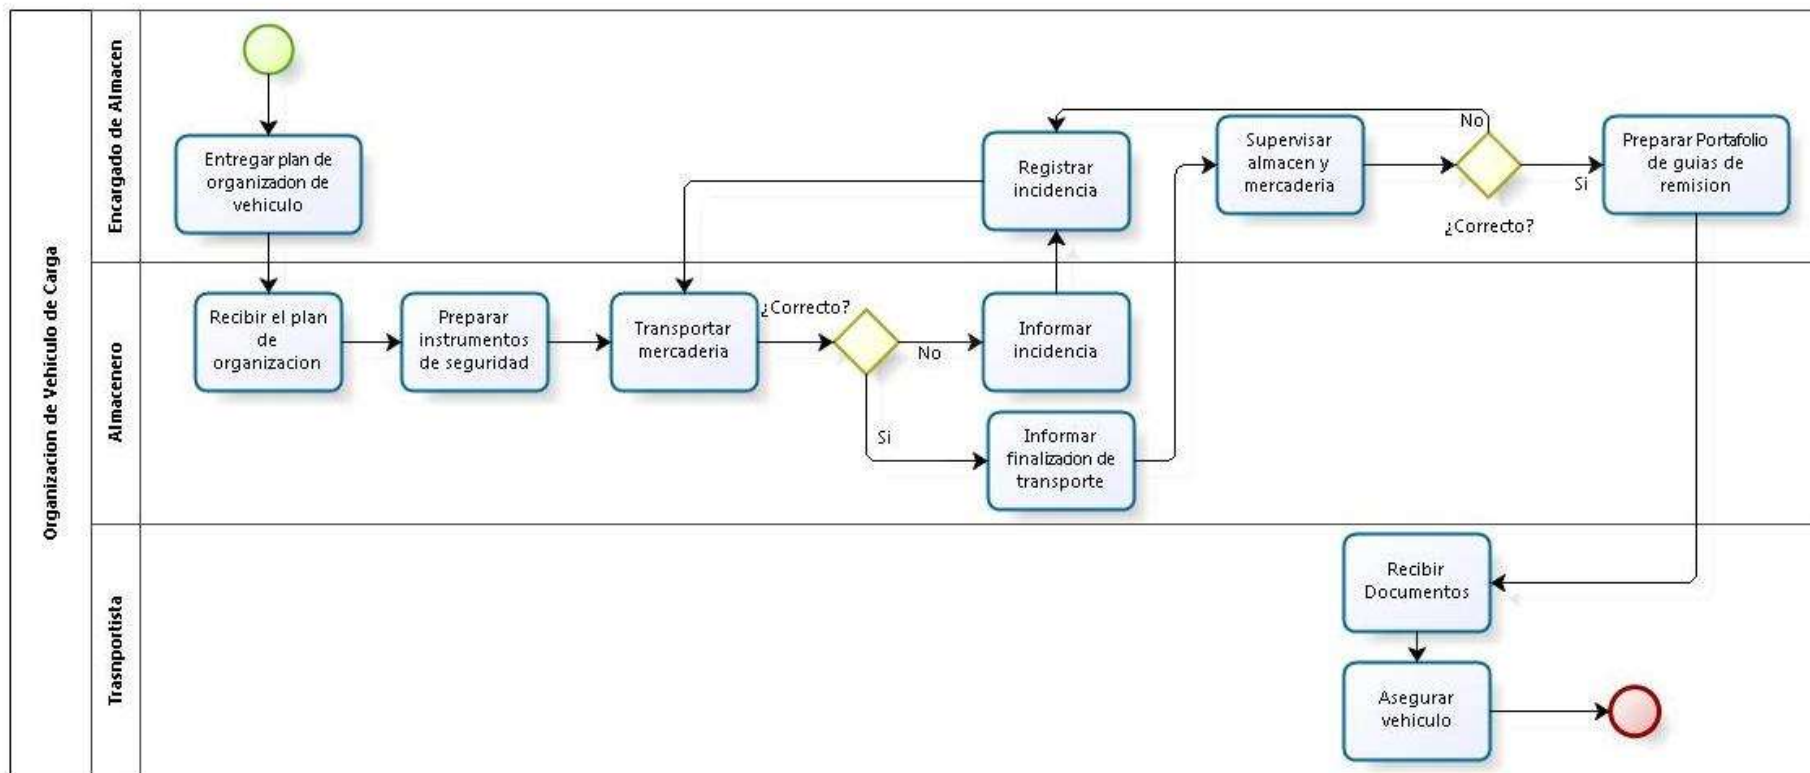 Organizacion de Vehiculo de Carga
Encargado de Almacen
Entregar plan de
organizacion de
vehiculo
Registrar
incidencia
Supervisar
almacen y
mercaderia
No
Si
¿Correcto?
Preparar Portafolio
de guias de
remision
Almacenero
Recibir el plan
de
organizacion
Preparar
instrumentos
de seguridad
Transportar
mercaderia
¿Correcto?
No
Si
Informar
incidencia
Informar
finalizacion de
transporte
Trasnportista
Recibir
Documentos
Asegurar
vehiculo